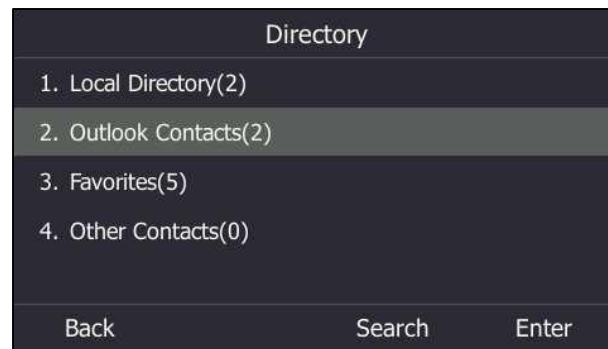 Directory
1. Local Directory(2)
2. Outlook Contacts(2)
3. Favorites(5)
4. Other Contacts(0)
Back Search Enter